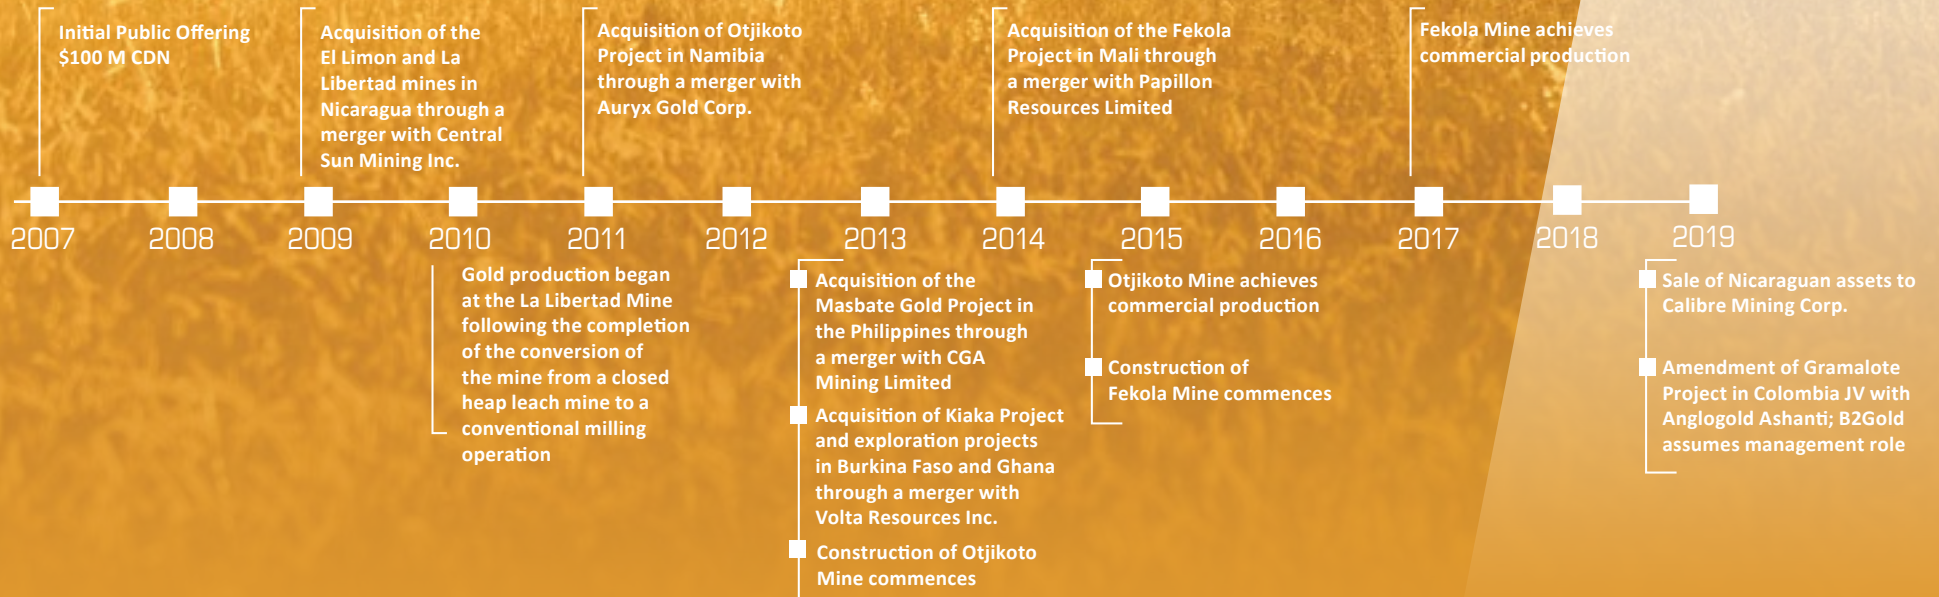 Initial Public Offering
$100 M CDN
Acquisition of the
El Limon and La
Libertad mines in
Nicaragua through a
merger with Central
Sun Mining Inc.
Acquisition of Otjikoto
Project in Namibia
through a merger with
Auryx Gold Corp.
Acquisition of the Fekola
Project in Mali through
a merger with Papillon
Resources Limited
Fekola Mine achieves
commercial production
2007 2008 2009 2010 2011 2012 2013 2014 2015 2016 2017 2018 2019
Gold production began
at the La Libertad Mine
following the completion
of the conversion of
the mine from a closed
heap leach mine to a
conventional milling
operation
Acquisition of the
Masbate Gold Project in
the Philippines through
a merger with CGA
Mining Limited
Acquisition of Kiaka Project
and exploration projects
in Burkina Faso and Ghana
through a merger with
Volta Resources Inc.
Construction of Otjikoto
Mine commences
Otjikoto Mine achieves
commercial production
Construction of
Fekola Mine commences
Sale of Nicaraguan assets to
Calibre Mining Corp.
Amendment of Gramalote
Project in Colombia JV with
Anglogold Ashanti; B2Gold
assumes management role